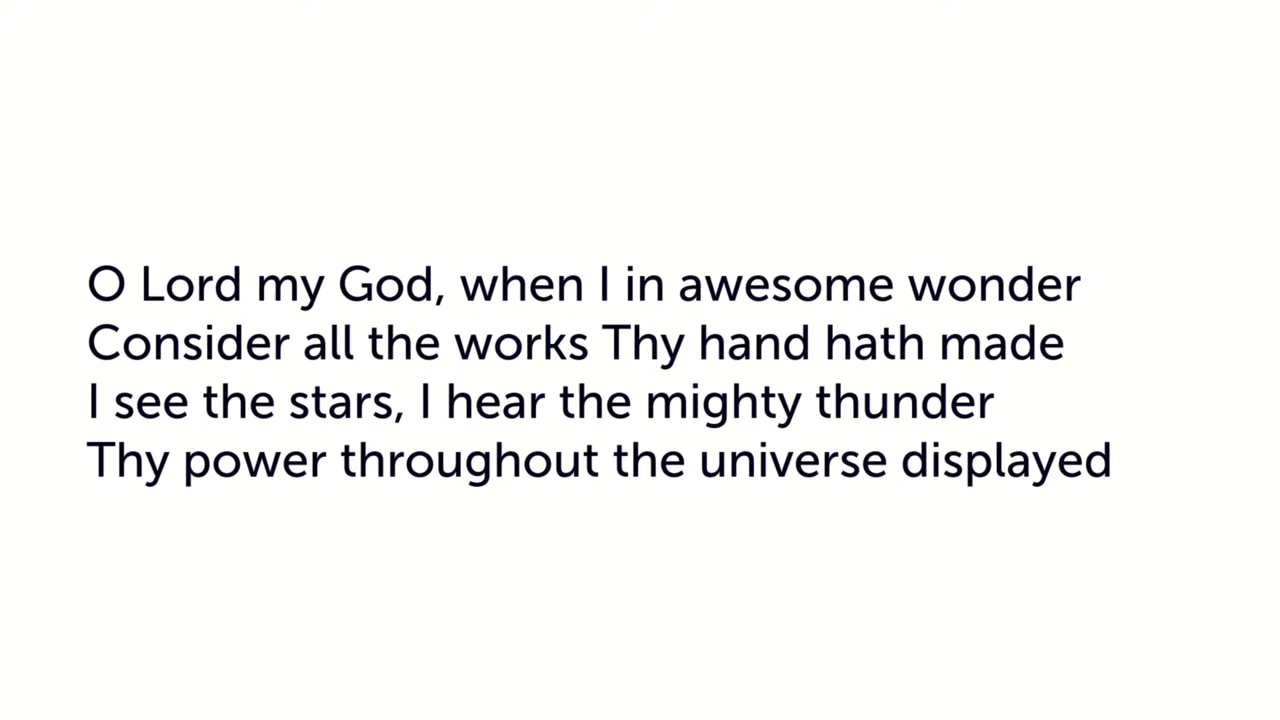 O Lord my God, when I in awesome wonder
Consider all the works Thy hand hath made
I see the stars, I hear the mighty thunder
Thy power throughout the universe displayed